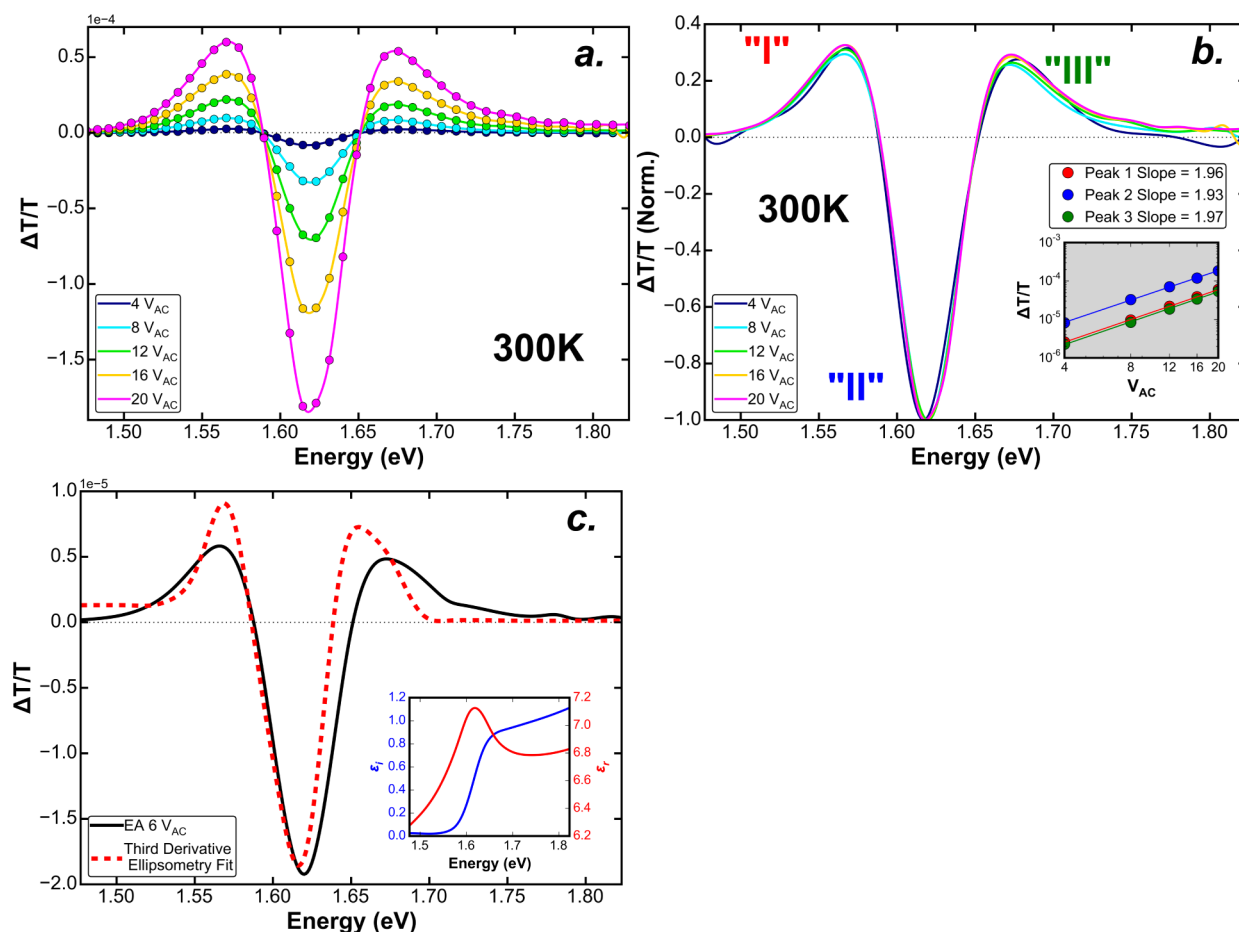 1e−4
a.
0.5
0.0
−0.5
−1.0
−1.5
ΔT/T
4 V_AC
8 V_AC
12 V_AC
16 V_AC
20 V_AC
300K
1.50 1.55 1.60 1.65 1.70 1.75 1.80
Energy (eV)
0.4
0.2
0.0
−0.2
−0.4
−0.6
−0.8
−1.0
ΔT/T (Norm.)
"I"
"III"
b.
300K
Peak 1 Slope = 1.96
Peak 2 Slope = 1.93
Peak 3 Slope = 1.97
10^-3
10^-4
10^-5
10^-6
ΔT/T
4 8 12 16 20
V_AC
"II"
4 V_AC
8 V_AC
12 V_AC
16 V_AC
20 V_AC
1.50 1.55 1.60 1.65 1.70 1.75 1.80
Energy (eV)
1e−5
c.
1.0
0.5
0.0
−0.5
−1.0
−1.5
−2.0
ΔT/T
1.2
1.0
0.8
0.6
0.4
0.2
0.0
ε_i
7.2
7.0
6.8
6.6
6.4
6.2
ε_r
1.5 1.6 1.7 1.8
Energy (eV)
EA 6 V_AC
Third Derivative
Ellipsometry Fit
1.50 1.55 1.60 1.65 1.70 1.75 1.80
Energy (eV)